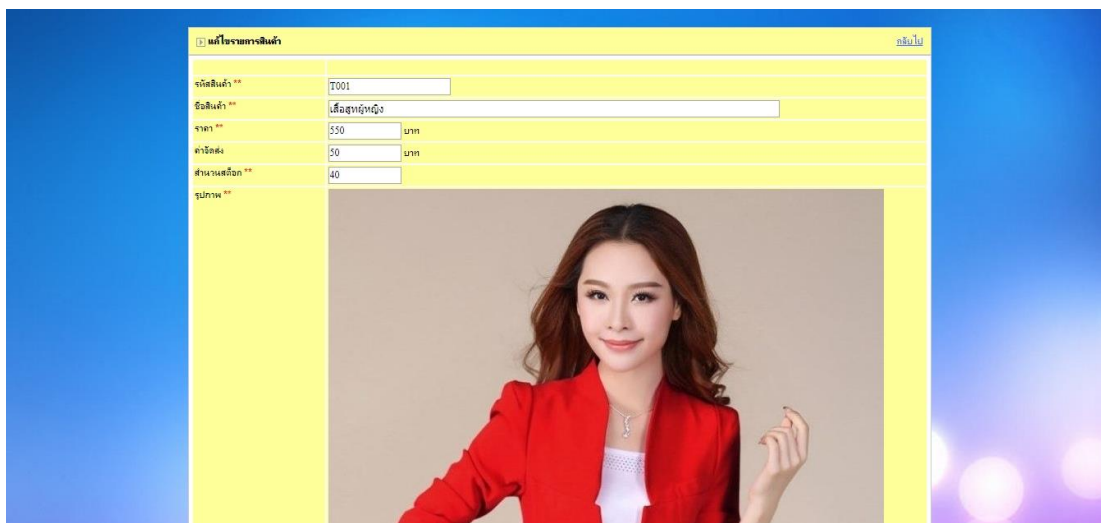 แก้ไขรายการสินค้า กลับไป
รหัสสินค้า ** T001
ชื่อสินค้า ** เสื้อสูทผู้หญิง
ราคา ** 550 บาท
ค่าจัดส่ง 50 บาท
จำนวนสต็อก ** 40
รูปภาพ **